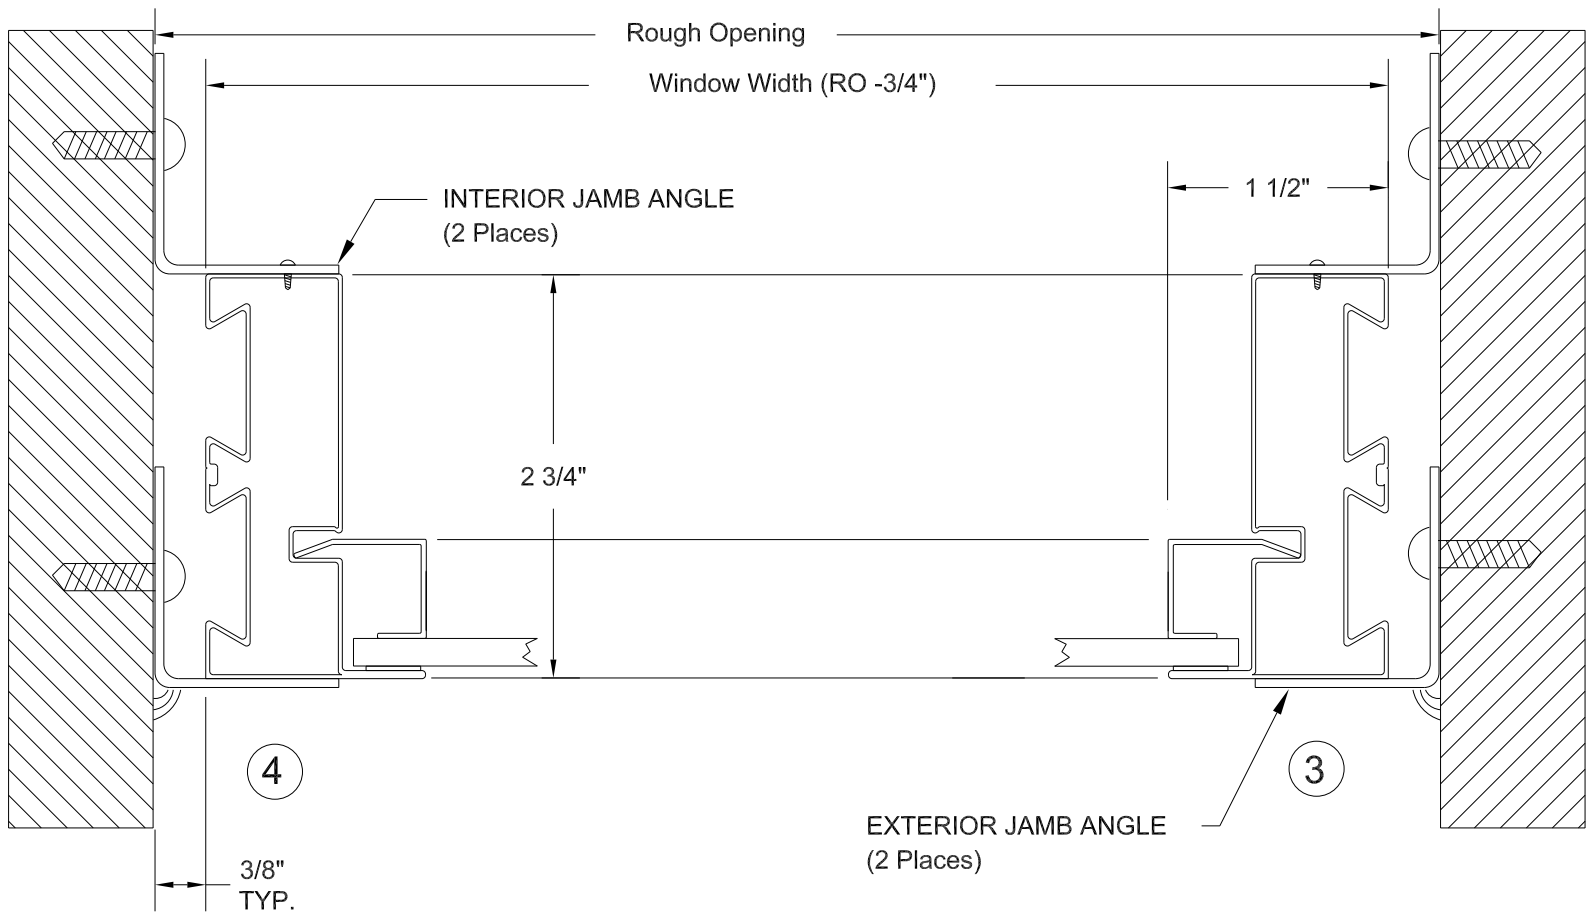 Rough Opening
Window Width (RO -3/4")
1 1/2"
INTERIOR JAMB ANGLE
(2 Places)
2 3/4"
4
3
EXTERIOR JAMB ANGLE
(2 Places)
3/8"
TYP.